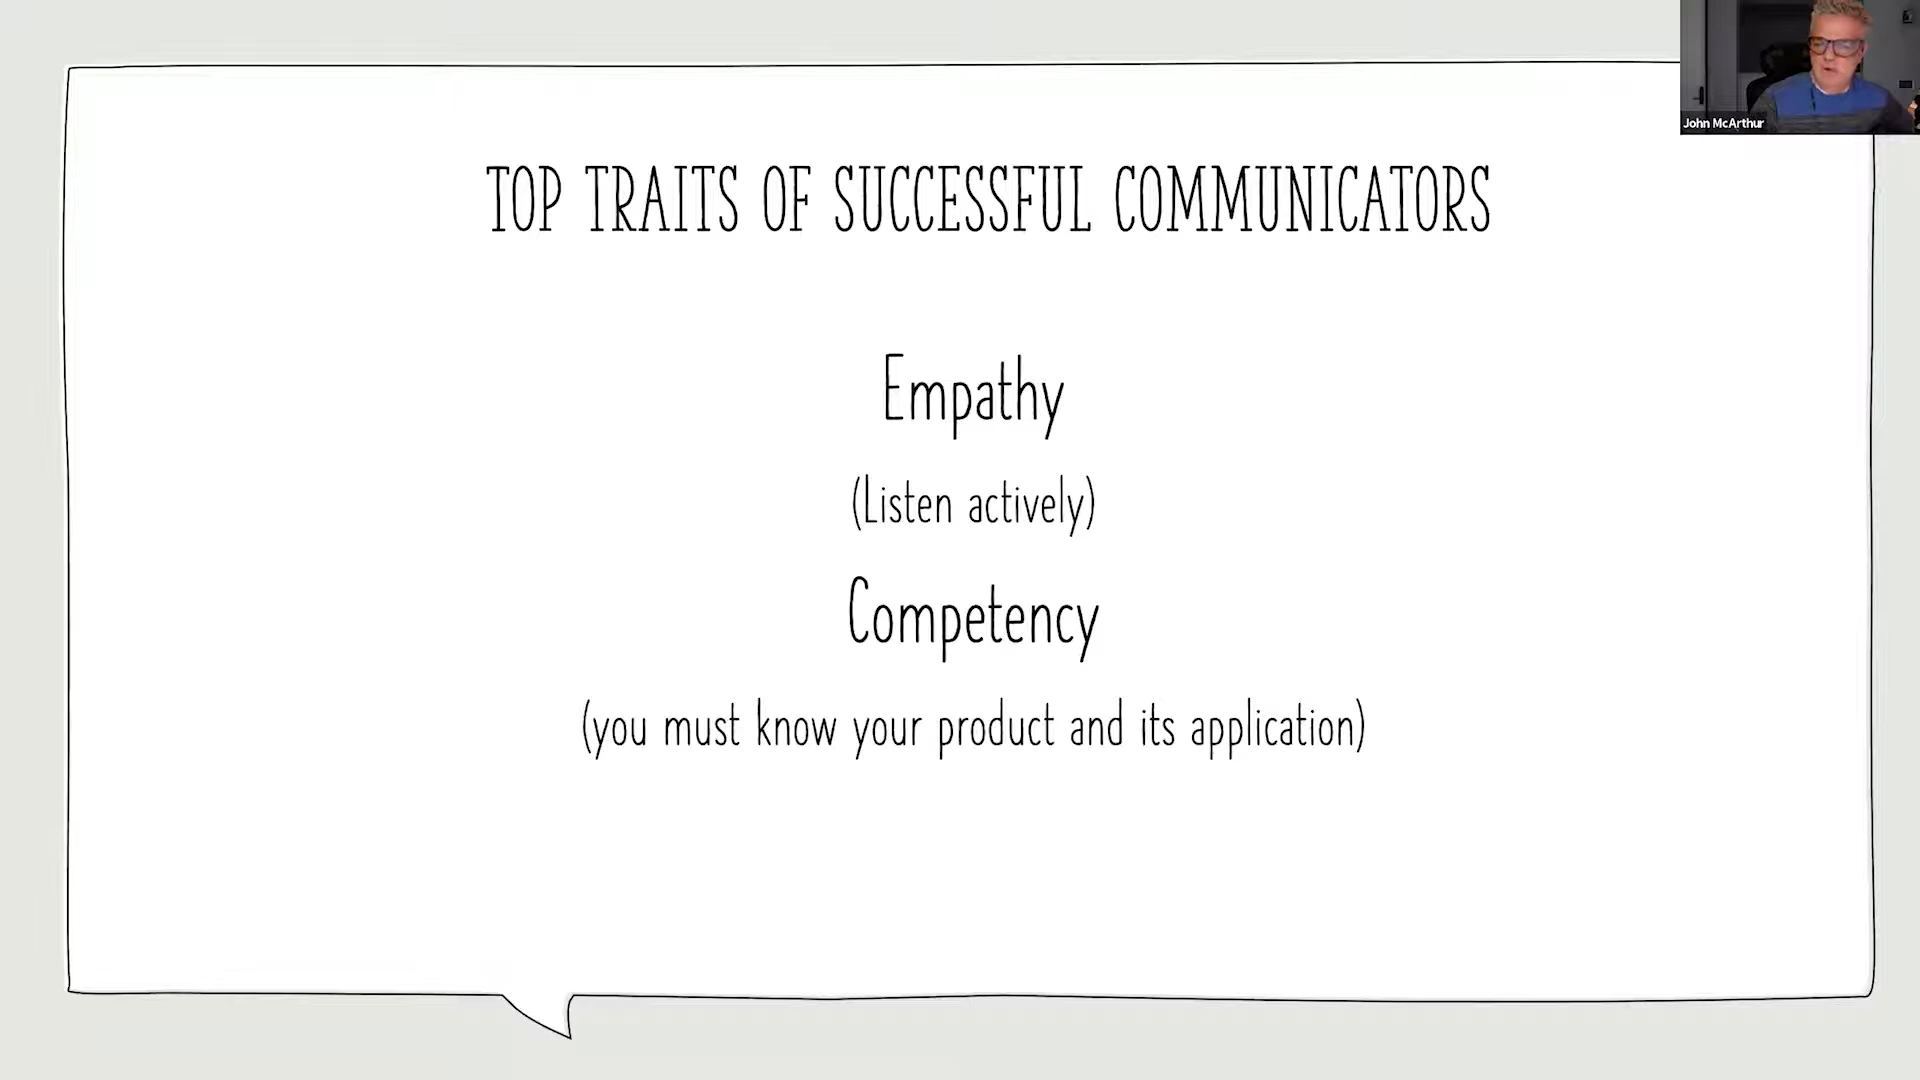 John McArthur
TOP TRAITS OF SUCCESSFUL COMMUNICATORS
Empathy
(Listen actively)
Competency
(you must know your product and its application)